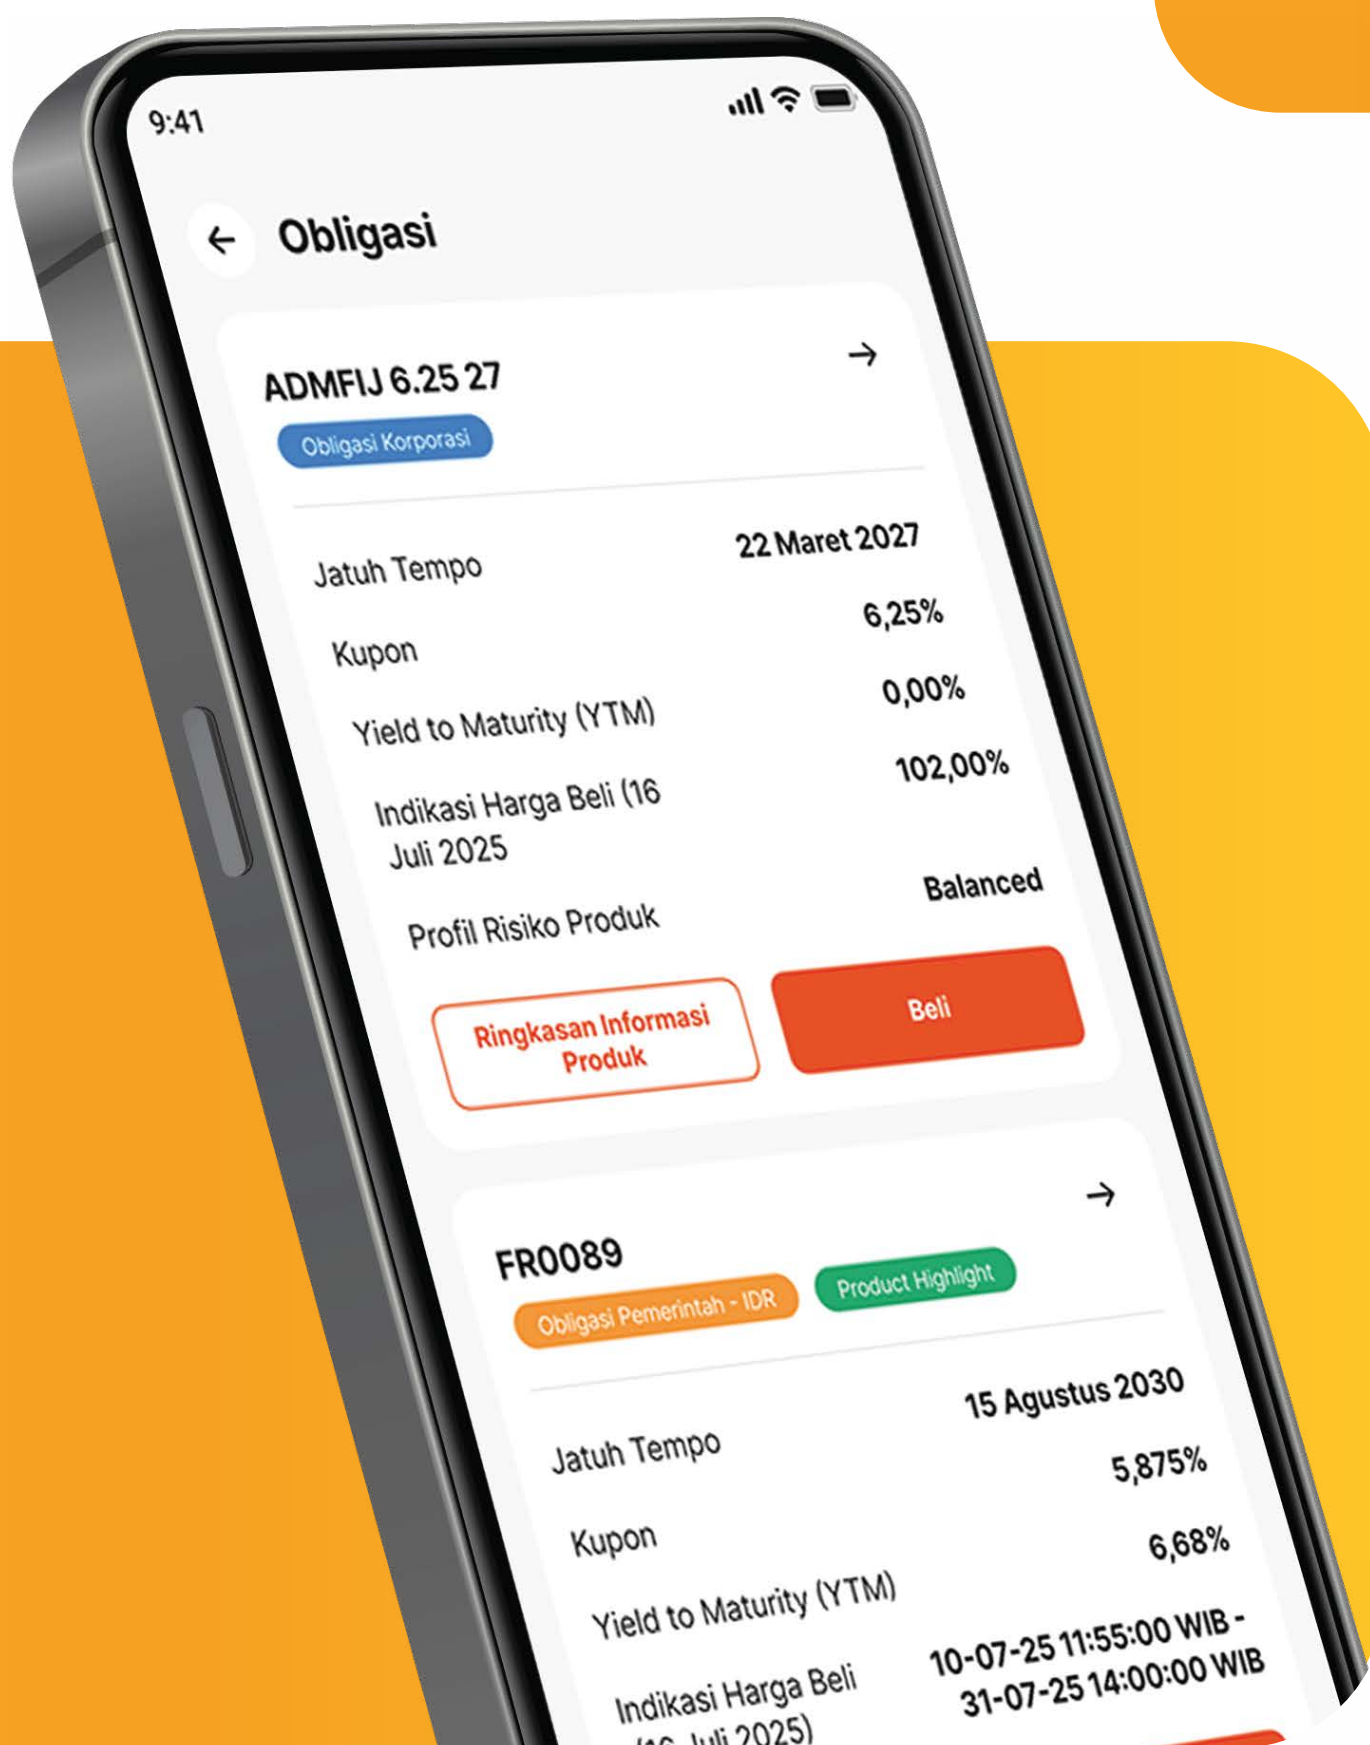 9:41
Obligasi
ADMFIJ 6.25 27
Obligasi Korporasi
Jatuh Tempo 22 Maret 2027
Kupon 6,25%
Yield to Maturity (YTM) 0,00%
Indikasi Harga Beli (16 102,00%
Juli 2025
Profil Risiko Produk Balanced
Ringkasan Informasi
Produk
Beli
FR0089
Obligasi Pemerintah - IDR Product Highlight
Jatuh Tempo 15 Agustus 2030
Kupon 5,875%
Yield to Maturity (YTM) 6,68%
Indikasi Harga Beli 10-07-25 11:55:00 WIB -
(16 Juli 2025) 31-07-25 14:00:00 WIB